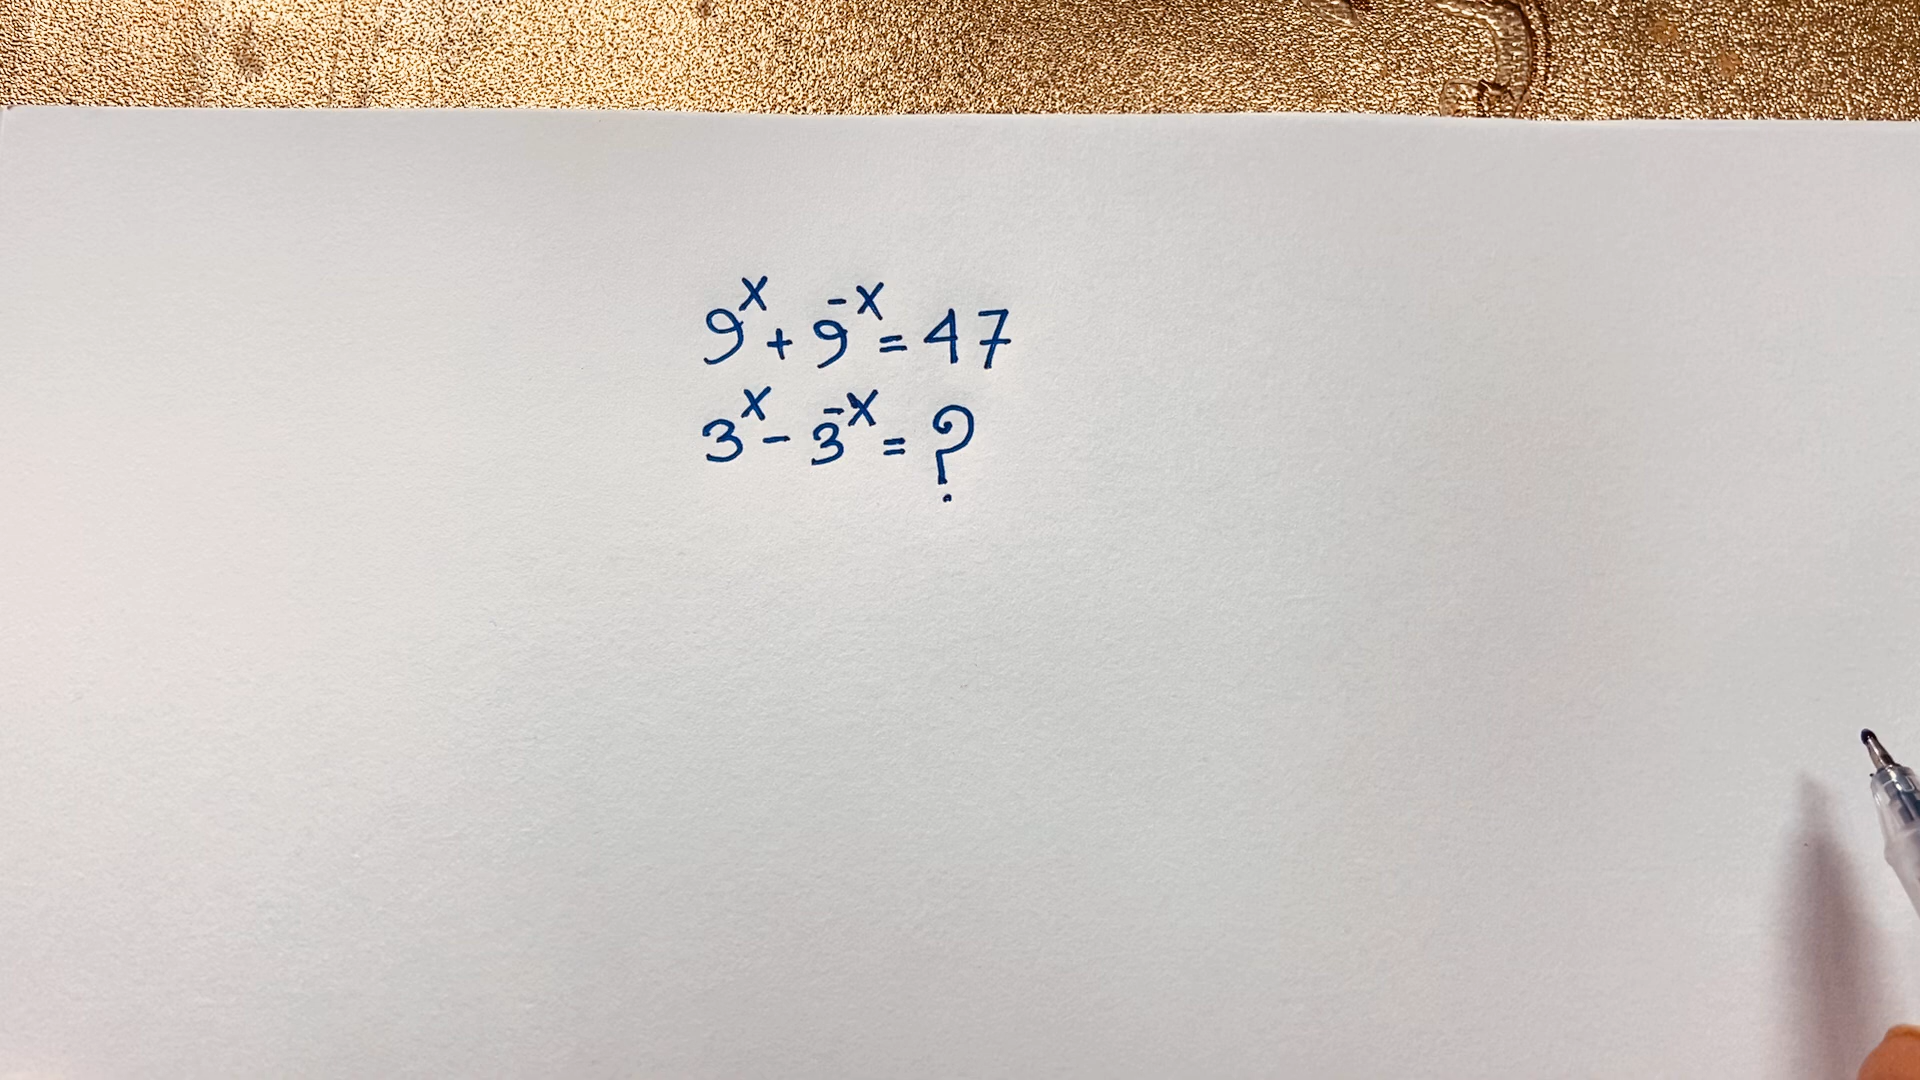 9^x + 9^-x = 47
3^x - 3^-x = ?